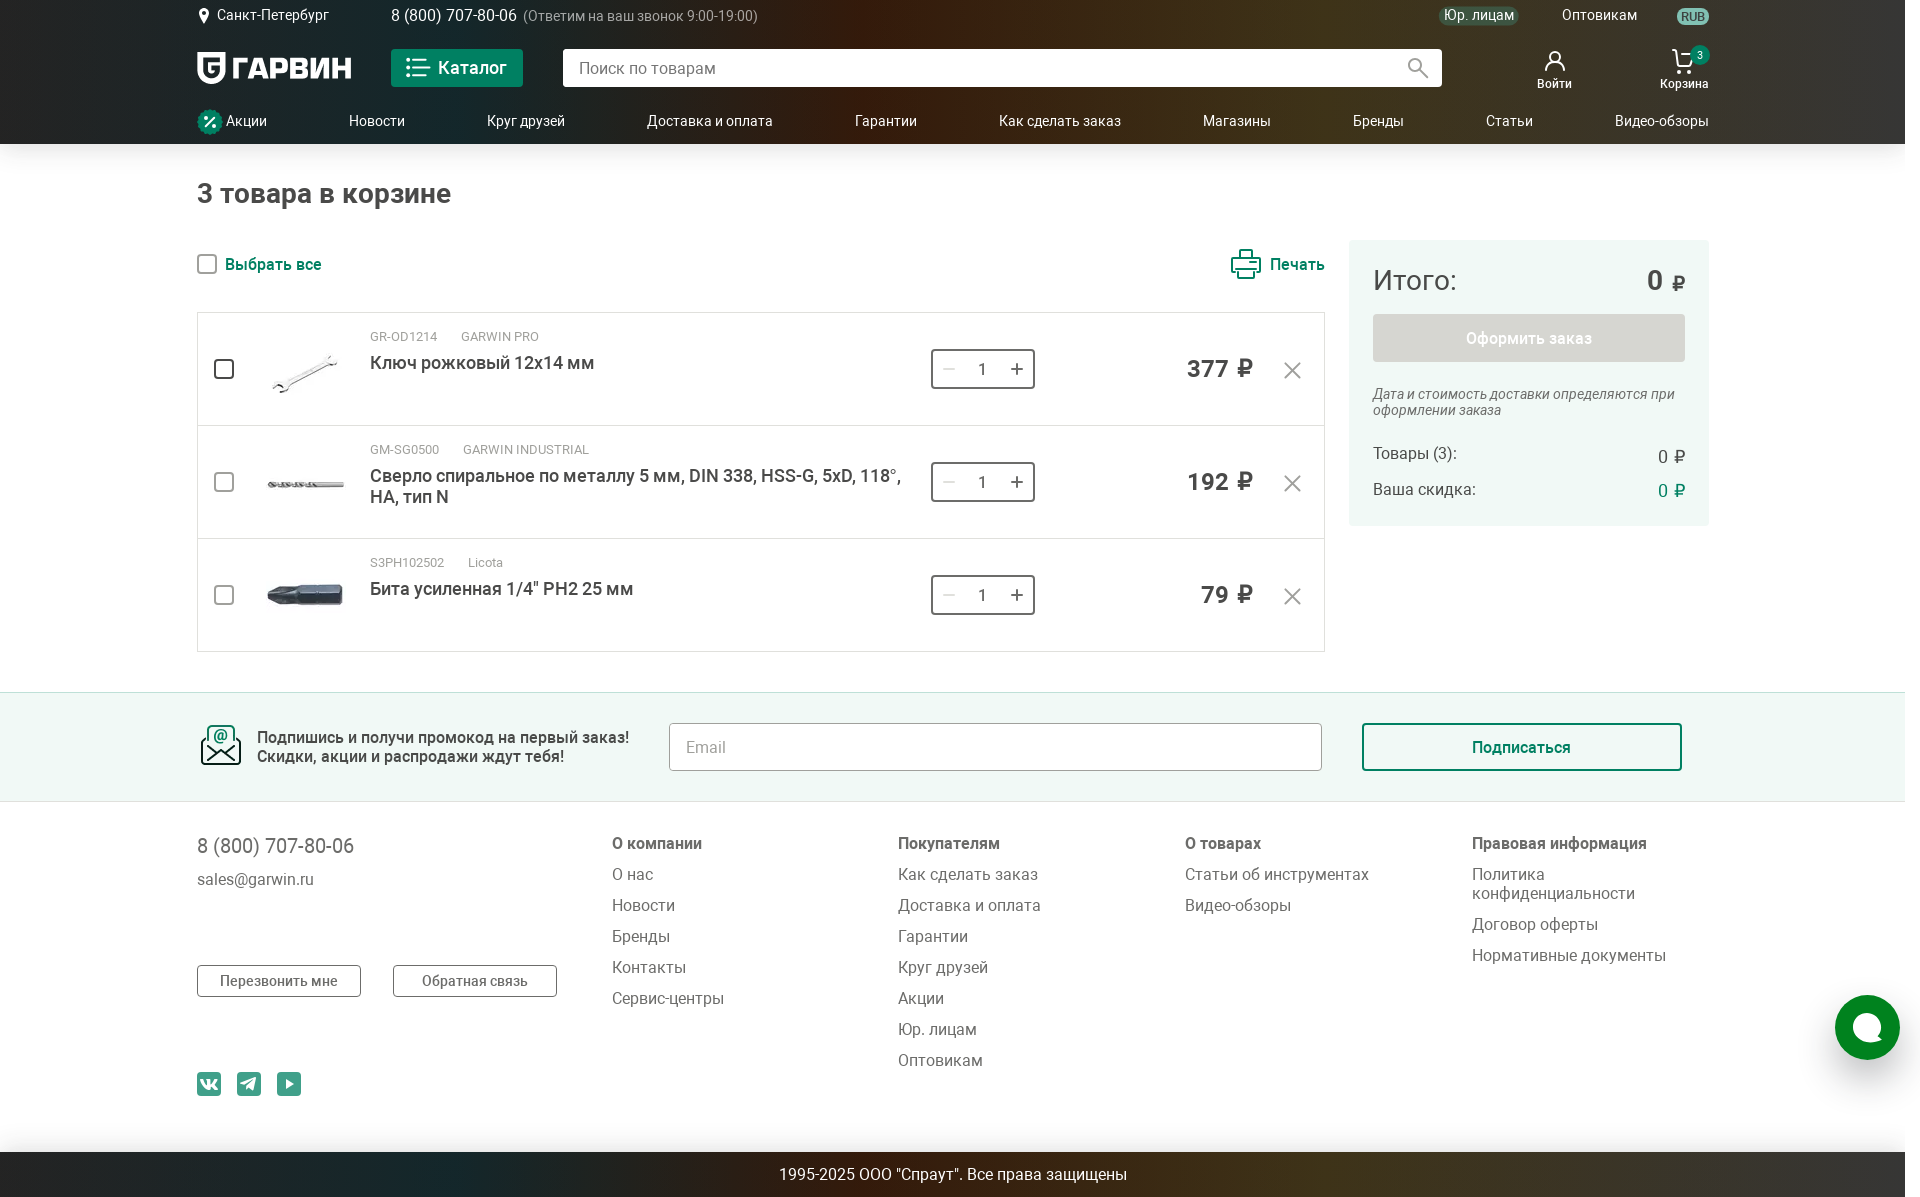 Санкт-Петербург
8 (800) 707-80-06 (Ответим на ваш звонок 9:00-19:00)
Юр. лицам
Оптовикам
RUB
ГАРВИН
Каталог
Поиск по товарам
Войти
3
Корзина
Акции
Новости
Круг друзей
Доставка и оплата
Гарантии
Как сделать заказ
Магазины
Бренды
Статьи
Видео-обзоры
3 товара в корзине
Выбрать все
Печать
GR-OD1214 GARWIN PRO
Ключ рожковый 12х14 мм
1
377 ₽
GM-SG0500 GARWIN INDUSTRIAL
Сверло спиральное по металлу 5 мм, DIN 338, HSS-G, 5xD, 118°,
HA, тип N
1
192 ₽
S3PH102502 Licota
Бита усиленная 1/4" PH2 25 мм
1
79 ₽
Итого: 0 ₽
Оформить заказ
Дата и стоимость доставки определяются при
оформлении заказа
Товары (3): 0 ₽
Ваша скидка: 0 ₽
Подпишись и получи промокод на первый заказ!
Скидки, акции и распродажи ждут тебя!
Email
Подписаться
8 (800) 707-80-06
sales@garwin.ru
Перезвонить мне
Обратная связь
О компании
О нас
Новости
Бренды
Контакты
Сервис-центры
Покупателям
Как сделать заказ
Доставка и оплата
Гарантии
Круг друзей
Акции
Юр. лицам
Оптовикам
О товарах
Статьи об инструментах
Видео-обзоры
Правовая информация
Политика
конфиденциальности
Договор оферты
Нормативные документы
1995-2025 ООО "Спраут". Все права защищены